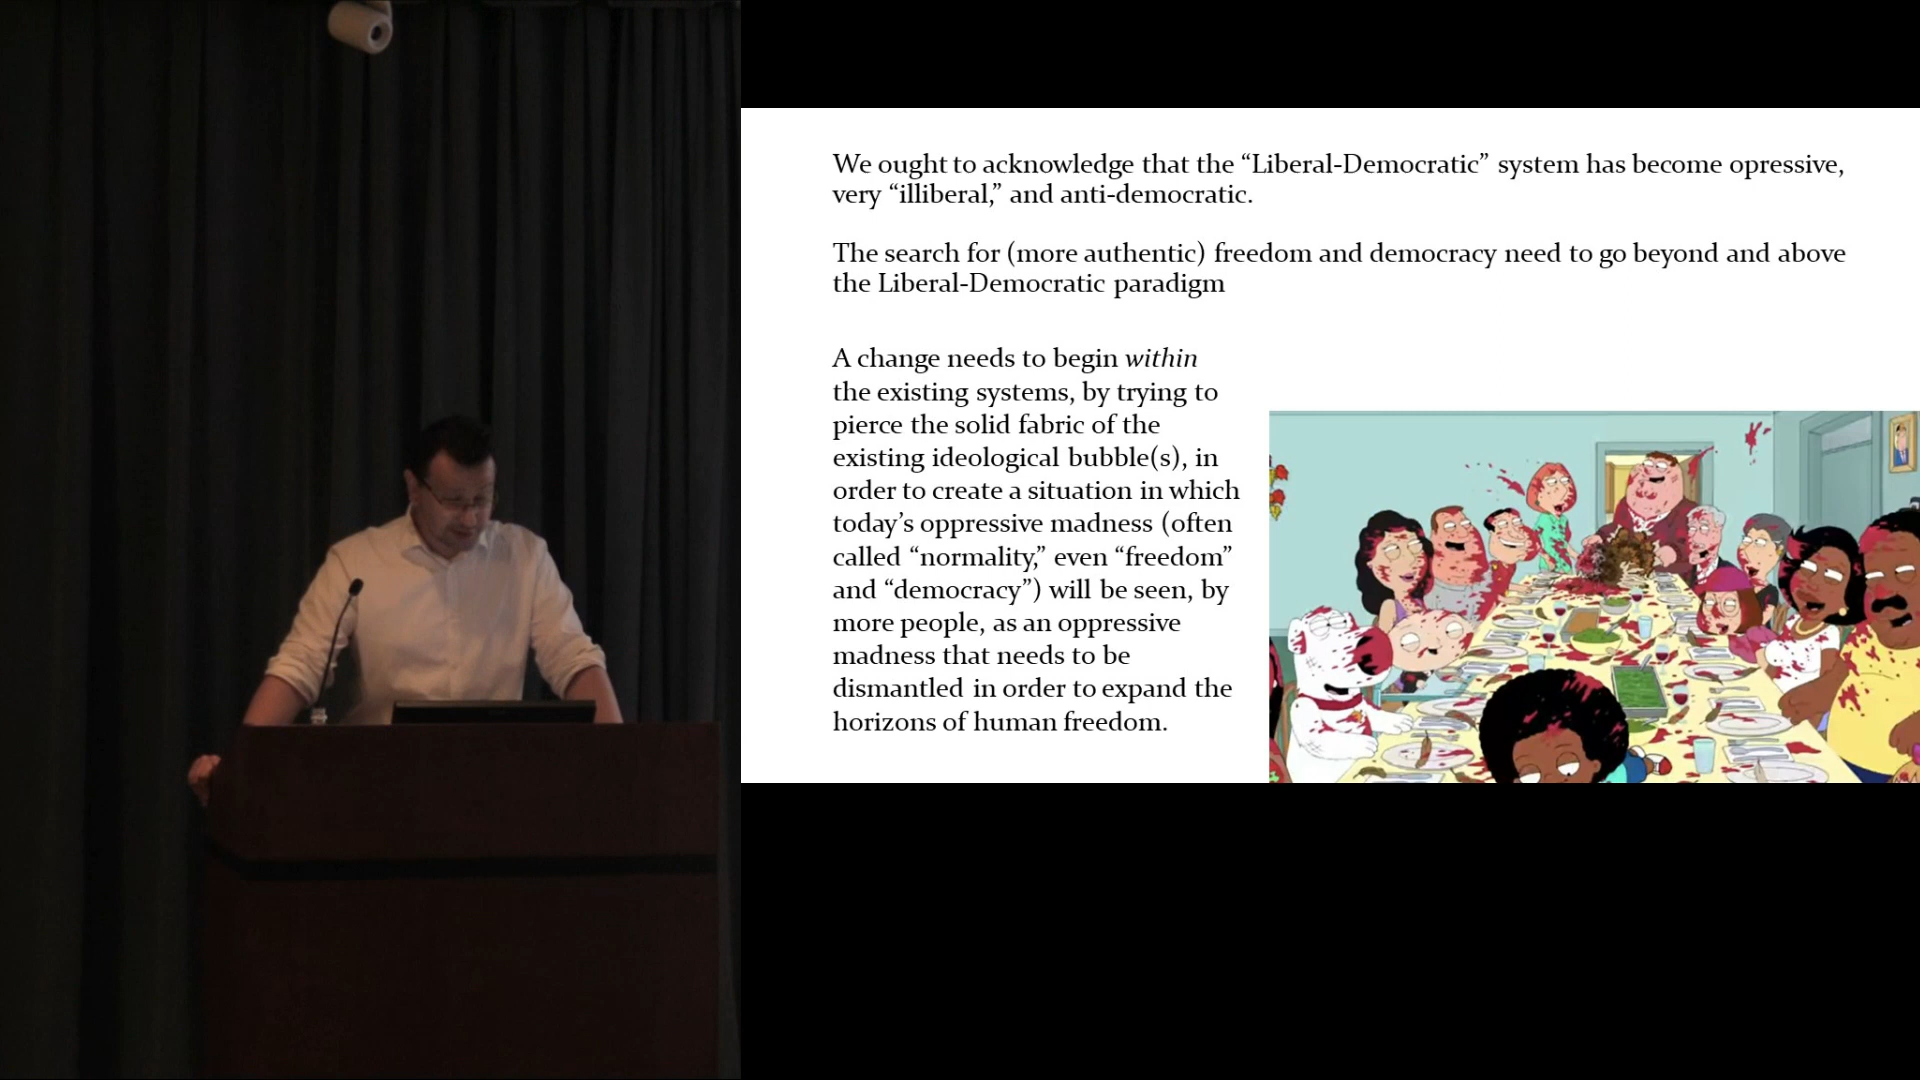 We ought to acknowledge that the “Liberal-Democratic” system has become opressive,
very “illiberal,” and anti-democratic.
The search for (more authentic) freedom and democracy need to go beyond and above
the Liberal-Democratic paradigm
A change needs to begin within
the existing systems, by trying to
pierce the solid fabric of the
existing ideological bubble(s), in
order to create a situation in which
today’s oppressive madness (often
called “normality,” even “freedom”
and “democracy”) will be seen, by
more people, as an oppressive
madness that needs to be
dismantled in order to expand the
horizons of human freedom.